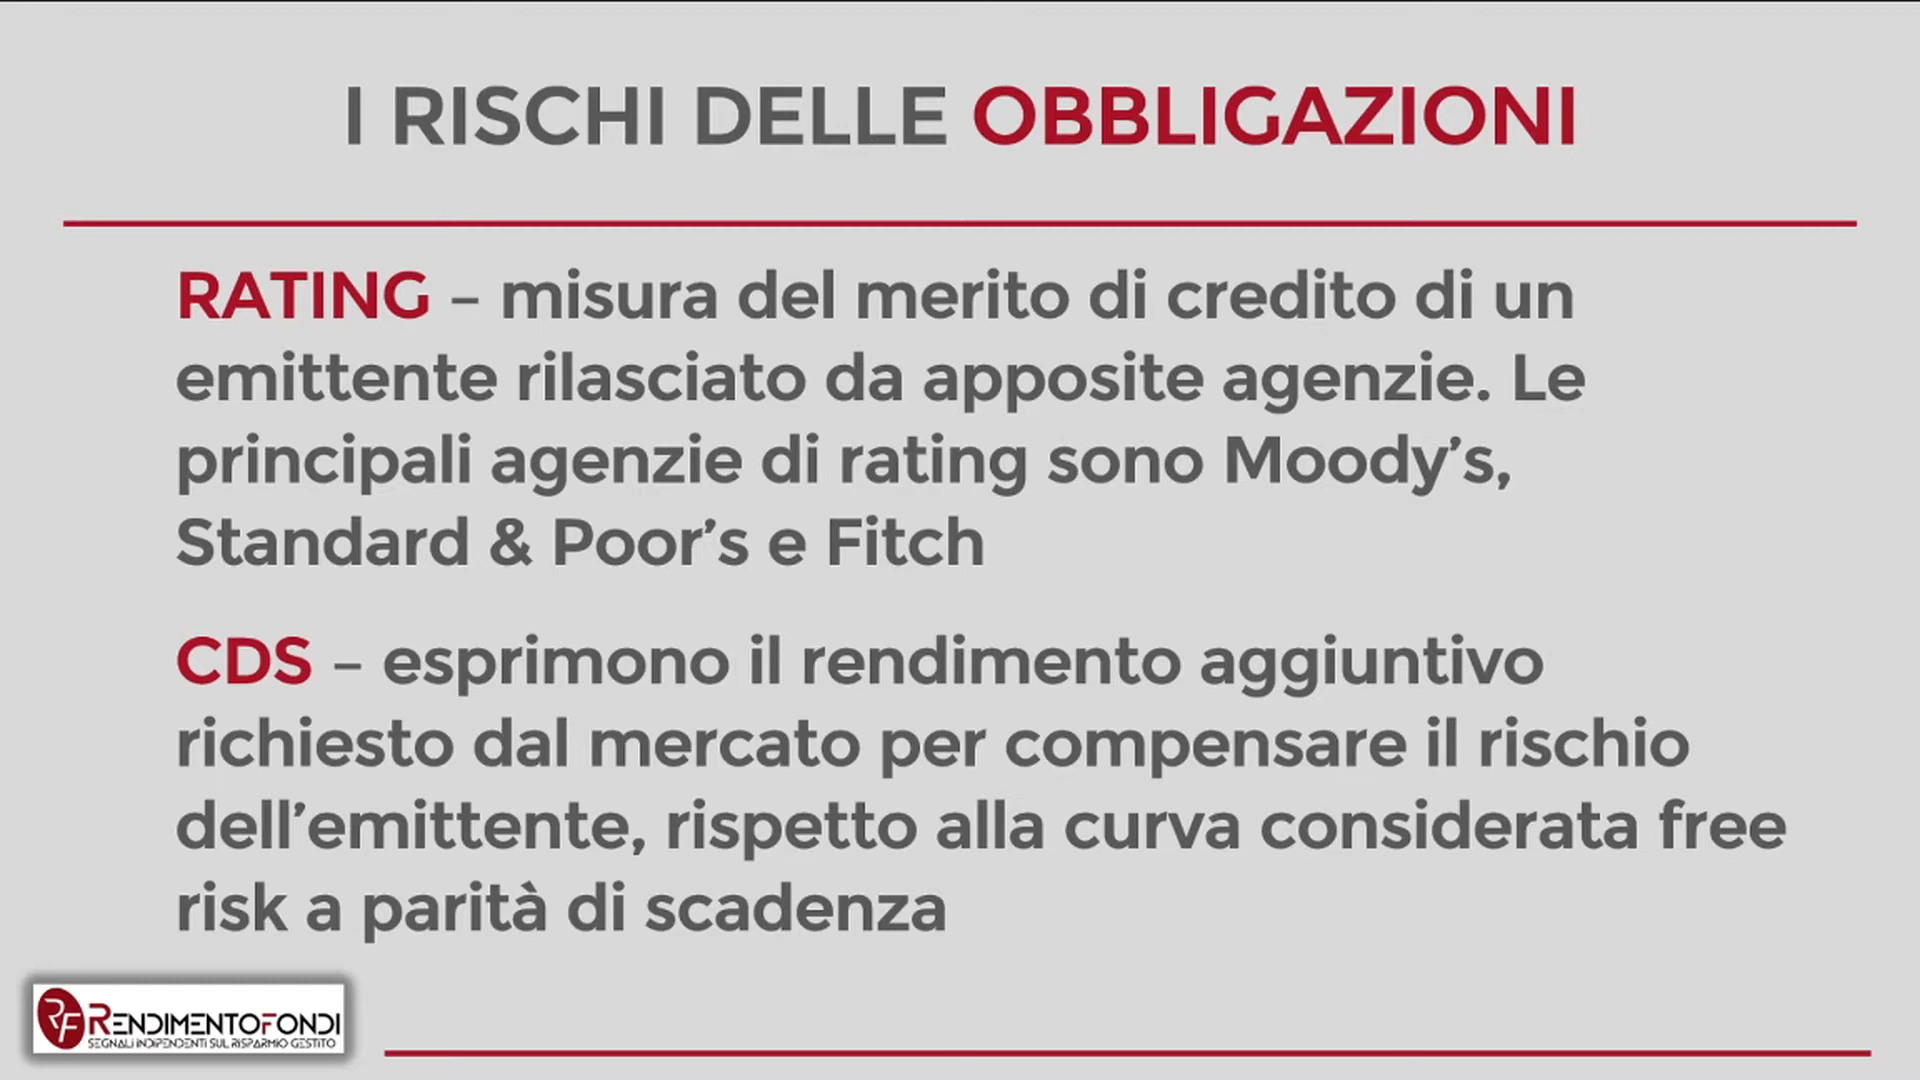 I RISCHI DELLE OBBLIGAZIONI
RATING – misura del merito di credito di un
emittente rilasciato da apposite agenzie. Le
principali agenzie di rating sono Moody’s,
Standard & Poor’s e Fitch
CDS – esprimono il rendimento aggiuntivo
richiesto dal mercato per compensare il rischio
dell’emittente, rispetto alla curva considerata free
risk a parità di scadenza
RF RENDIMENTOFONDI
SEGNALI INDIPENDENTI SUL RISPARMIO GESTITO